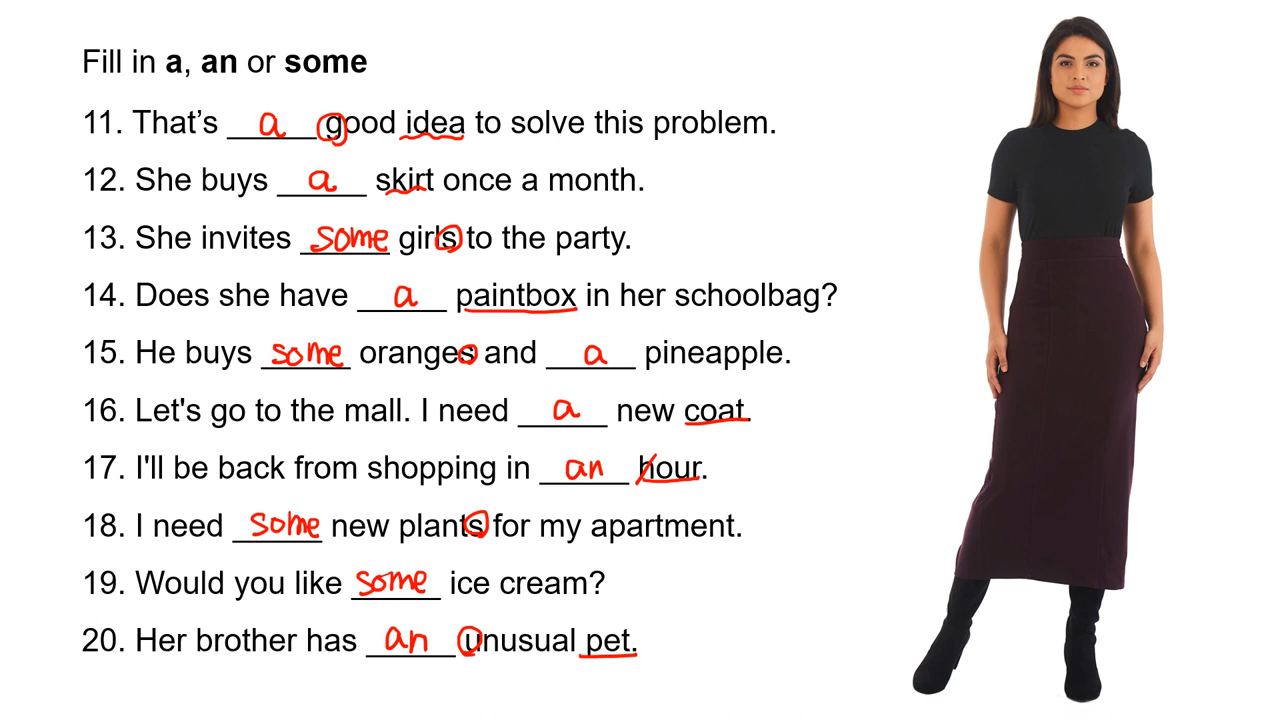 Fill in a, an or some
11. That’s a good idea to solve this problem.
12. She buys a skirt once a month.
13. She invites some girls to the party.
14. Does she have a paintbox in her schoolbag?
15. He buys some oranges and a pineapple.
16. Let's go to the mall. I need a new coat.
17. I'll be back from shopping in an hour.
18. I need some new plants for my apartment.
19. Would you like some ice cream?
20. Her brother has an unusual pet.